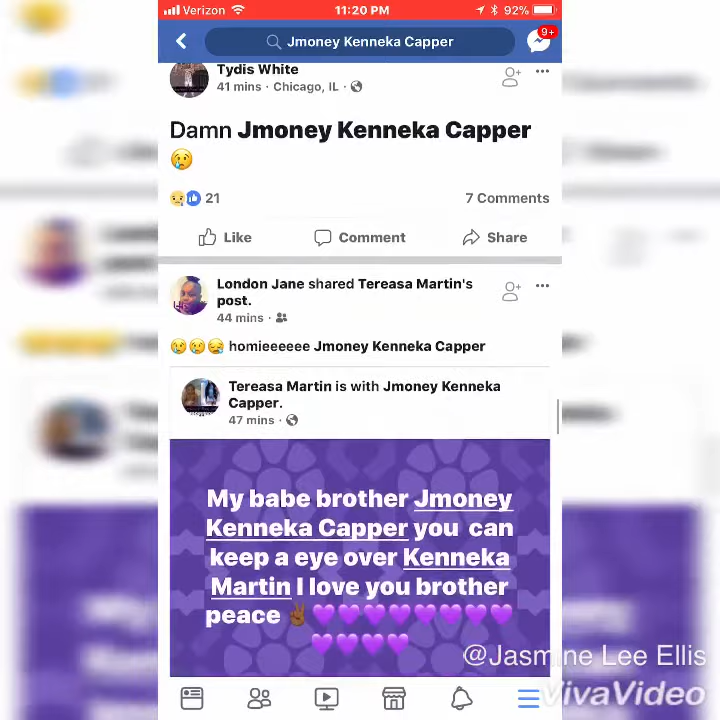 Verizon 11:20 PM 92%
Jmoney Kenneka Capper 9+
Tydis White
41 mins · Chicago, IL ·
Damn Jmoney Kenneka Capper
😢
21 7 Comments
Like Comment Share
London Jane shared Tereasa Martin's
post.
44 mins ·
😢😢😪 homieeeeee Jmoney Kenneka Capper
Tereasa Martin is with Jmoney Kenneka
Capper.
47 mins ·
My babe brother Jmoney
Kenneka Capper you can
keep a eye over Kenneka
Martin I love you brother
peace ✌🏾💜💜💜💜💜💜💜💜
💜💜💜💜
@Jasmine Lee Ellis
VivaVideo